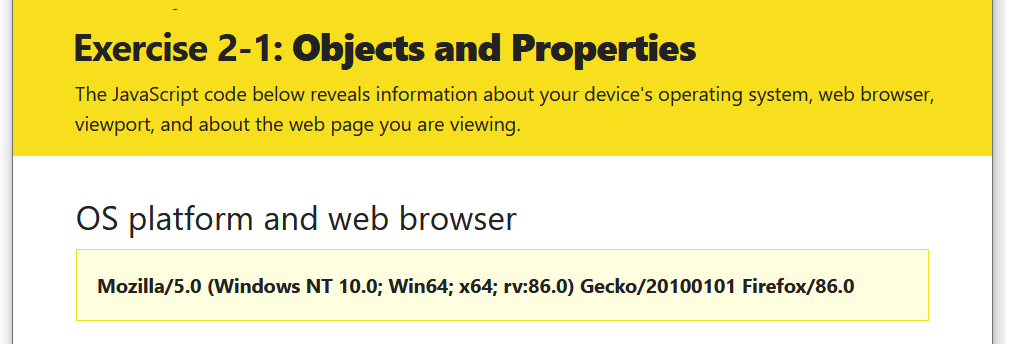 Exercise 2-1: Objects and Properties
The JavaScript code below reveals information about your device's operating system, web browser,
viewport, and about the web page you are viewing.
OS platform and web browser
Mozilla/5.0 (Windows NT 10.0; Win64; x64; rv:86.0) Gecko/20100101 Firefox/86.0